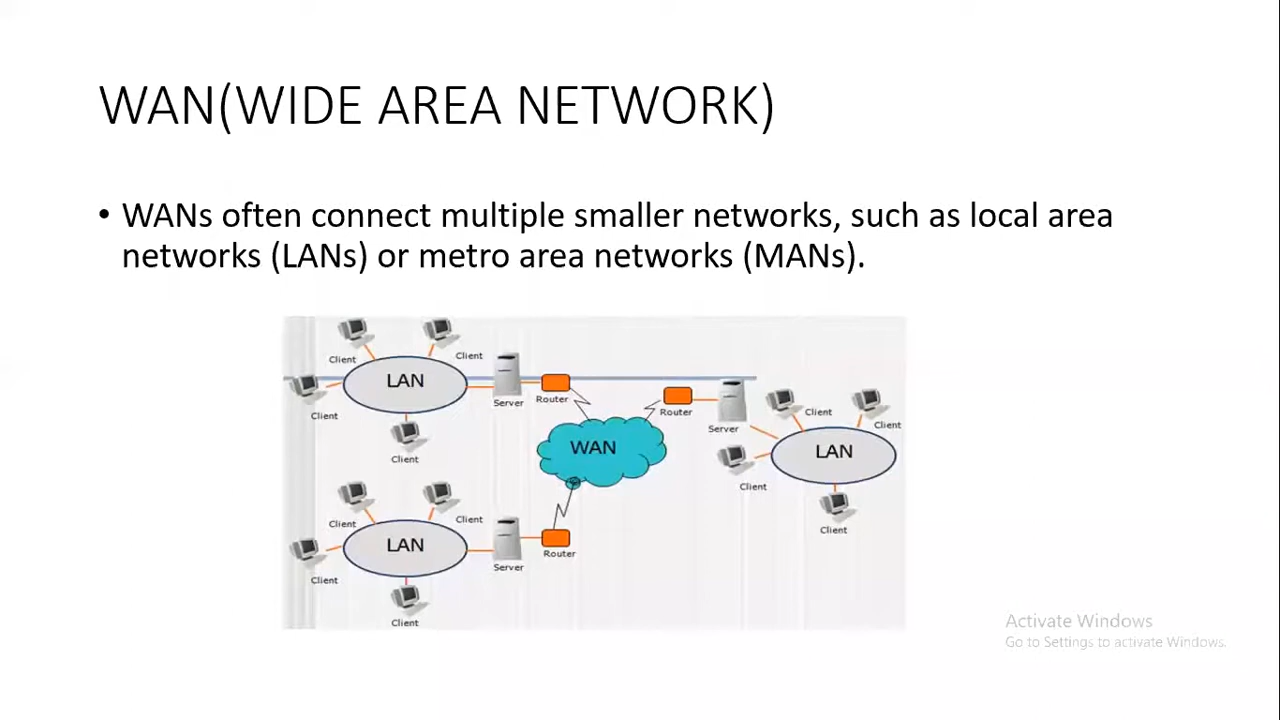 WAN(WIDE AREA NETWORK)
• WANs often connect multiple smaller networks, such as local area
networks (LANs) or metro area networks (MANs).
Client
Client
LAN
Client
Client
Server
Router
Router
Server
WAN
Client
Client
LAN
Client
Client
Client
Client
LAN
Client
Client
Server
Router
Activate Windows
Go to Settings to activate Windows.